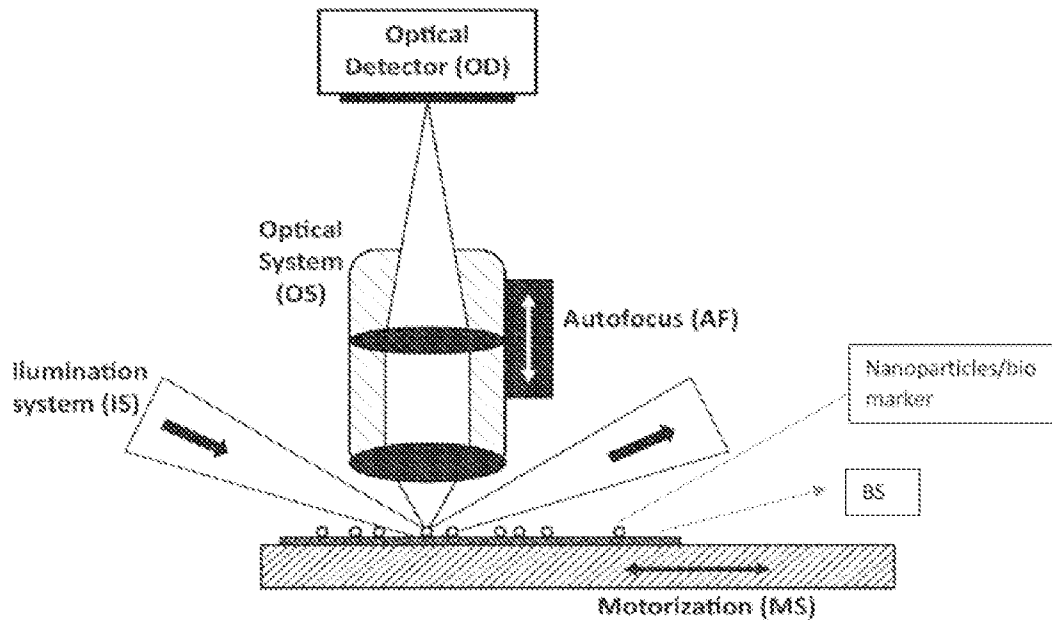 Optical
Detector (OD)
Optical
System
(OS)
Autofocus (AF)
Ilumination
system (IS)
Nanoparticles/bio
marker
BS
Motorization (MS)